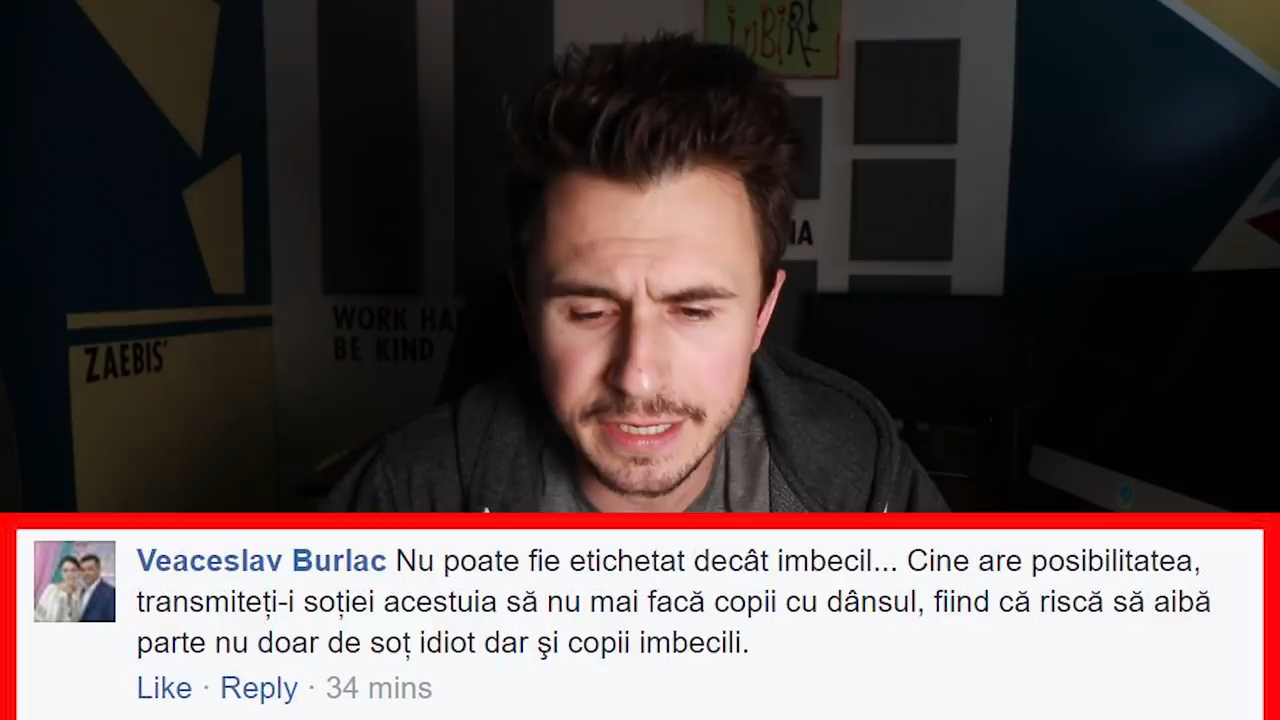 iUBiRE
IA
WORK HA
BE KIND
ZAEBIS'
Veaceslav Burlac Nu poate fie etichetat decât imbecil... Cine are posibilitatea,
transmiteți-i soției acestuia să nu mai facă copii cu dânsul, fiind că riscă să aibă
parte nu doar de soț idiot dar şi copii imbecili.
Like · Reply · 34 mins